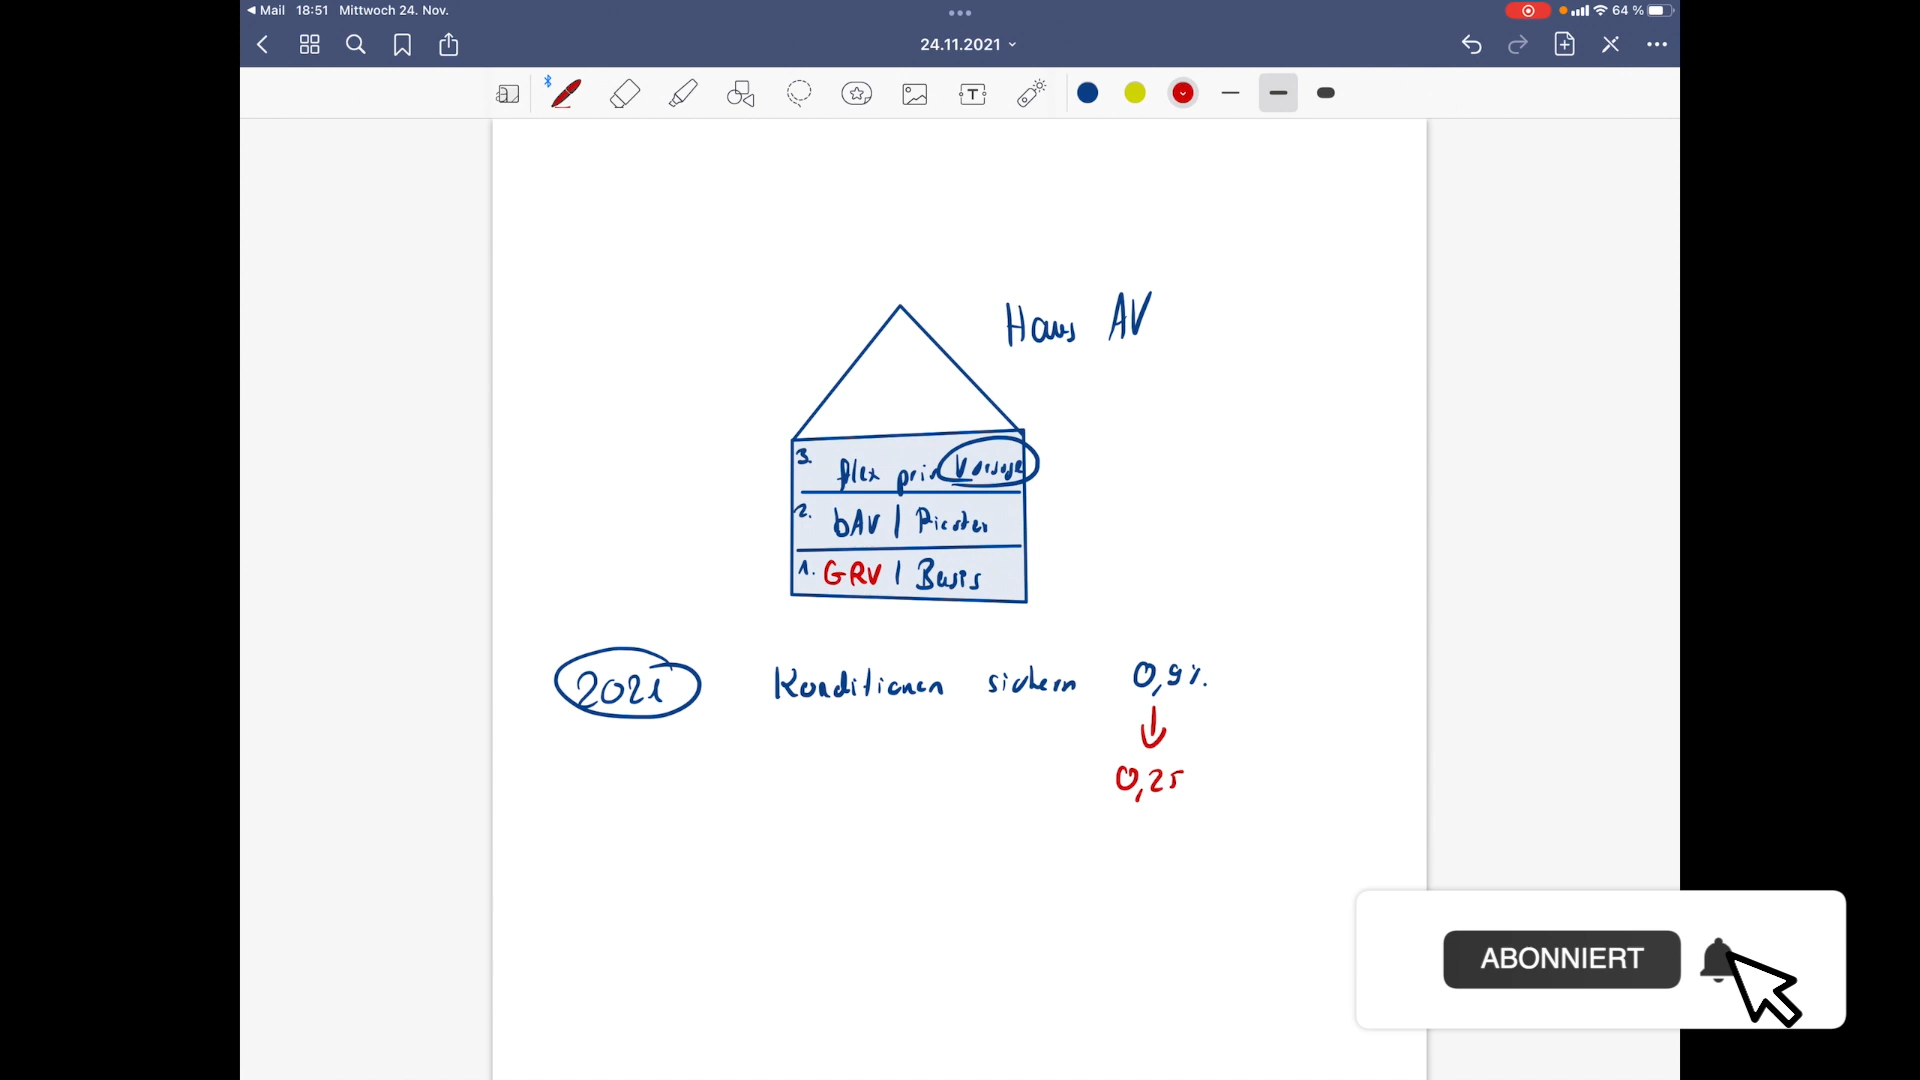 Mail 18:51 Mittwoch 24. Nov. 64 %
24.11.2021
T
Haus AV
3. flex priv Vorsorge
2. bAV | Riester
1. GRV | Basis
2021 Konditionen sichern 0,9%.
0,25
ABONNIERT